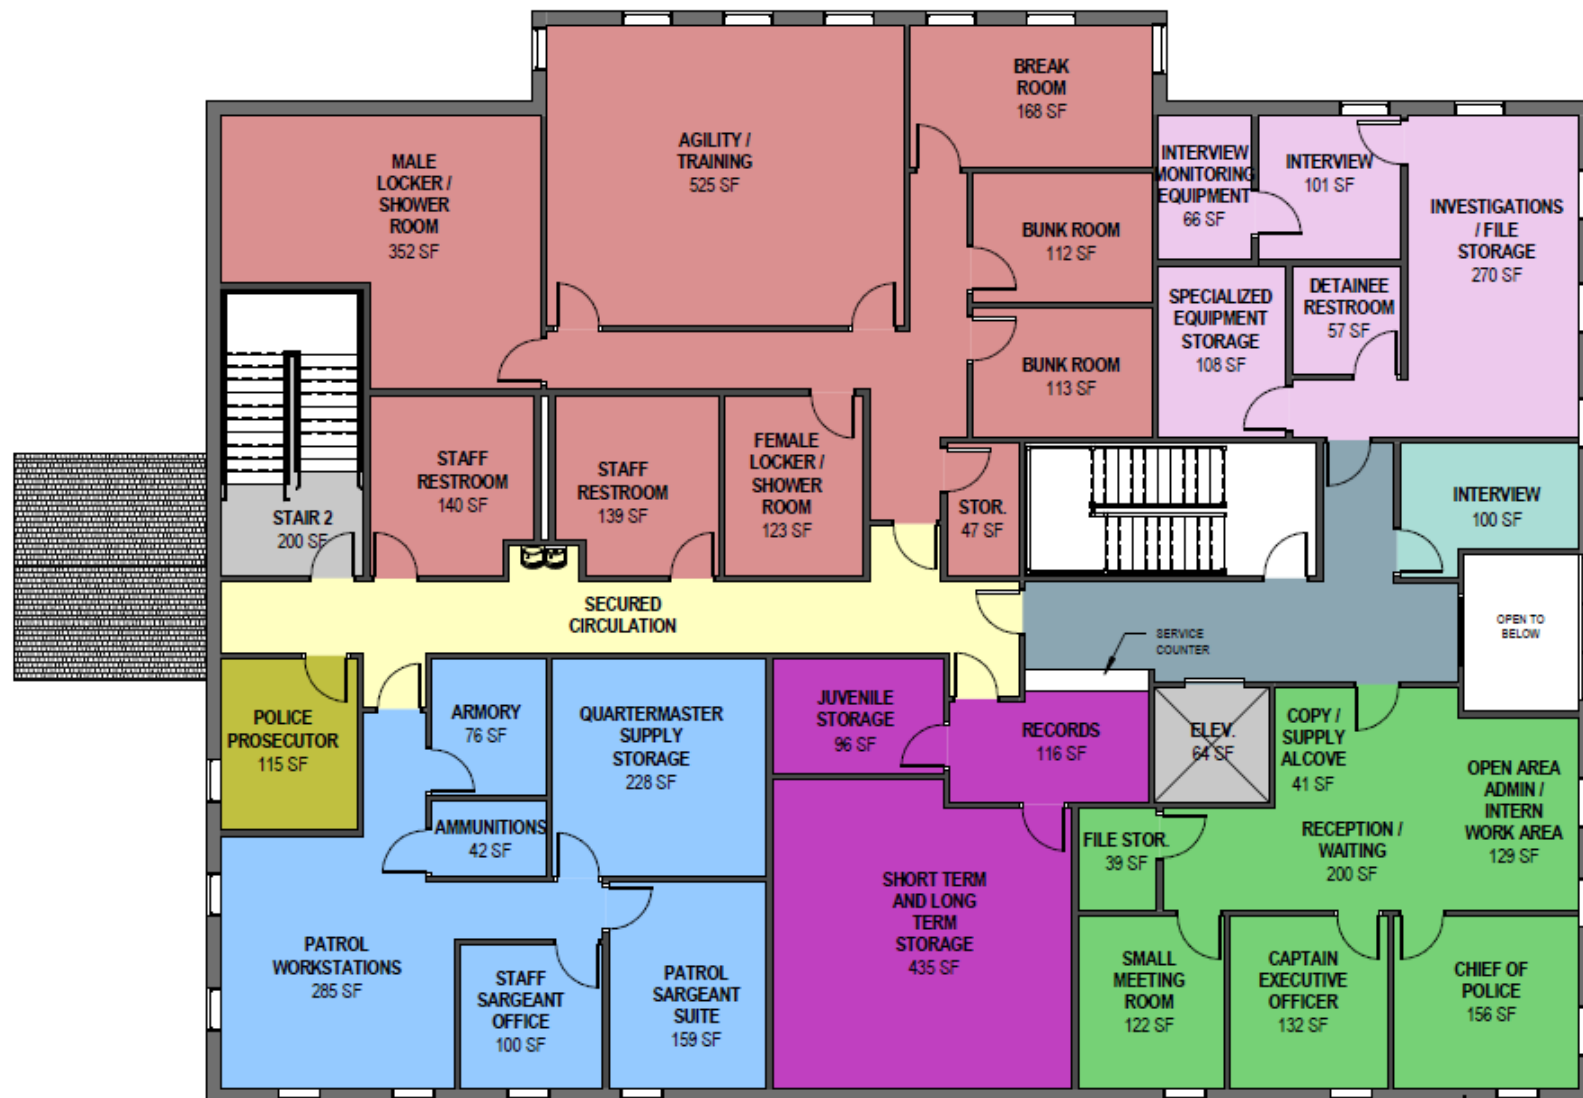 BREAK
ROOM
168 SF
AGILITY /
TRAINING
525 SF
MALE
LOCKER /
SHOWER
ROOM
352 SF
INTERVIEW
MONITORING
EQUIPMENT
66 SF
INTERVIEW
101 SF
INVESTIGATIONS
/ FILE
STORAGE
270 SF
BUNK ROOM
112 SF
SPECIALIZED
EQUIPMENT
STORAGE
108 SF
DETAINEE
RESTROOM
57 SF
BUNK ROOM
113 SF
STAFF
RESTROOM
140 SF
STAFF
RESTROOM
139 SF
FEMALE
LOCKER /
SHOWER
ROOM
123 SF
STOR.
47 SF
INTERVIEW
100 SF
STAIR 2
200 SF
SECURED
CIRCULATION
SERVICE
COUNTER
OPEN TO
BELOW
POLICE
PROSECUTOR
115 SF
ARMORY
76 SF
QUARTERMASTER
SUPPLY
STORAGE
228 SF
JUVENILE
STORAGE
96 SF
RECORDS
116 SF
ELEV.
64 SF
COPY /
SUPPLY
ALCOVE
41 SF
OPEN AREA
ADMIN /
INTERN
WORK AREA
129 SF
AMMUNITIONS
42 SF
FILE STOR.
39 SF
RECEPTION /
WAITING
200 SF
SHORT TERM
AND LONG
TERM
STORAGE
435 SF
PATROL
WORKSTATIONS
285 SF
STAFF
SARGEANT
OFFICE
100 SF
PATROL
SARGEANT
SUITE
159 SF
SMALL
MEETING
ROOM
122 SF
CAPTAIN
EXECUTIVE
OFFICER
132 SF
CHIEF OF
POLICE
156 SF